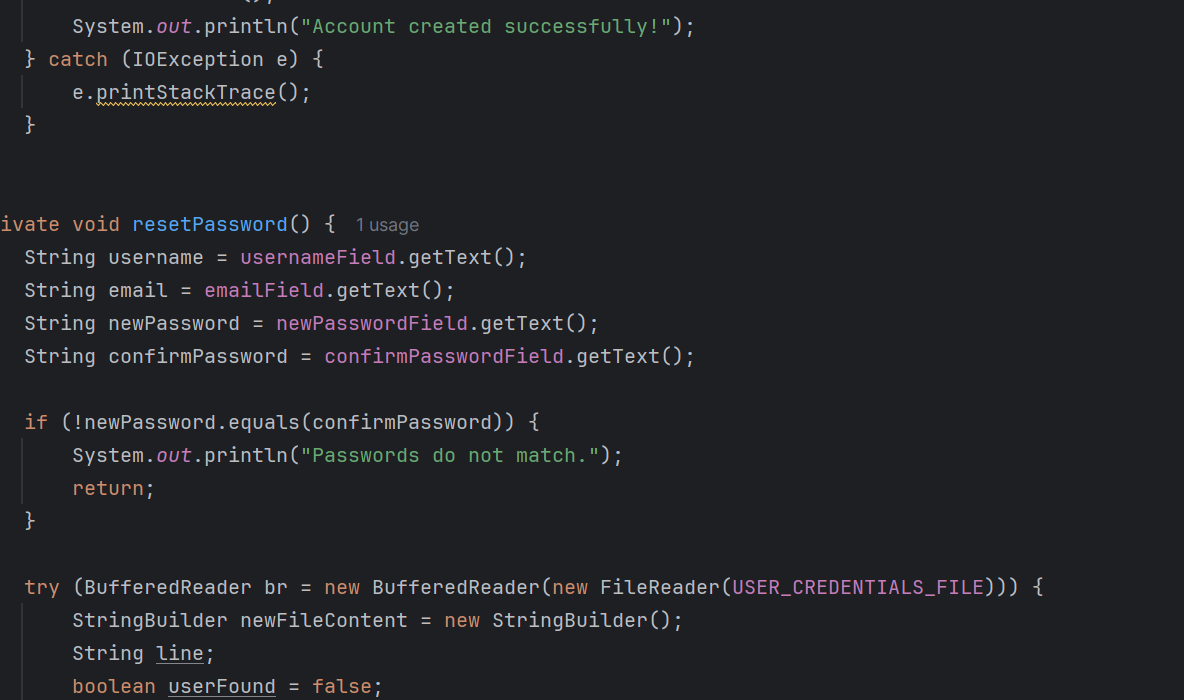 ();
System.out.println("Account created successfully!");
} catch (IOException e) {
e.printStackTrace();
}
ivate void resetPassword() { 1 usage
String username = usernameField.getText();
String email = emailField.getText();
String newPassword = newPasswordField.getText();
String confirmPassword = confirmPasswordField.getText();
if (!newPassword.equals(confirmPassword)) {
System.out.println("Passwords do not match.");
return;
}
try (BufferedReader br = new BufferedReader(new FileReader(USER_CREDENTIALS_FILE))) {
StringBuilder newFileContent = new StringBuilder();
String line;
boolean userFound = false;